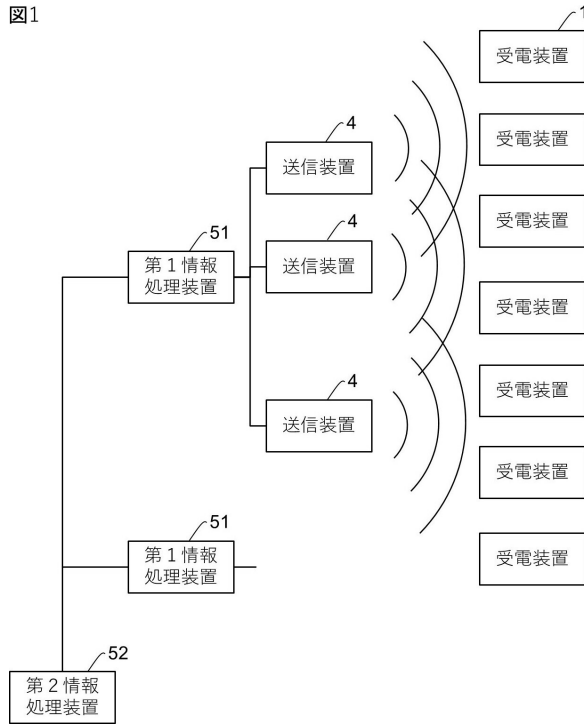 図1
1
受電装置
受電装置
4
送信装置
受電装置
51
4
第1情報
処理装置
送信装置
受電装置
4
送信装置
受電装置
受電装置
51
第1情報
処理装置
受電装置
52
第2情報
処理装置